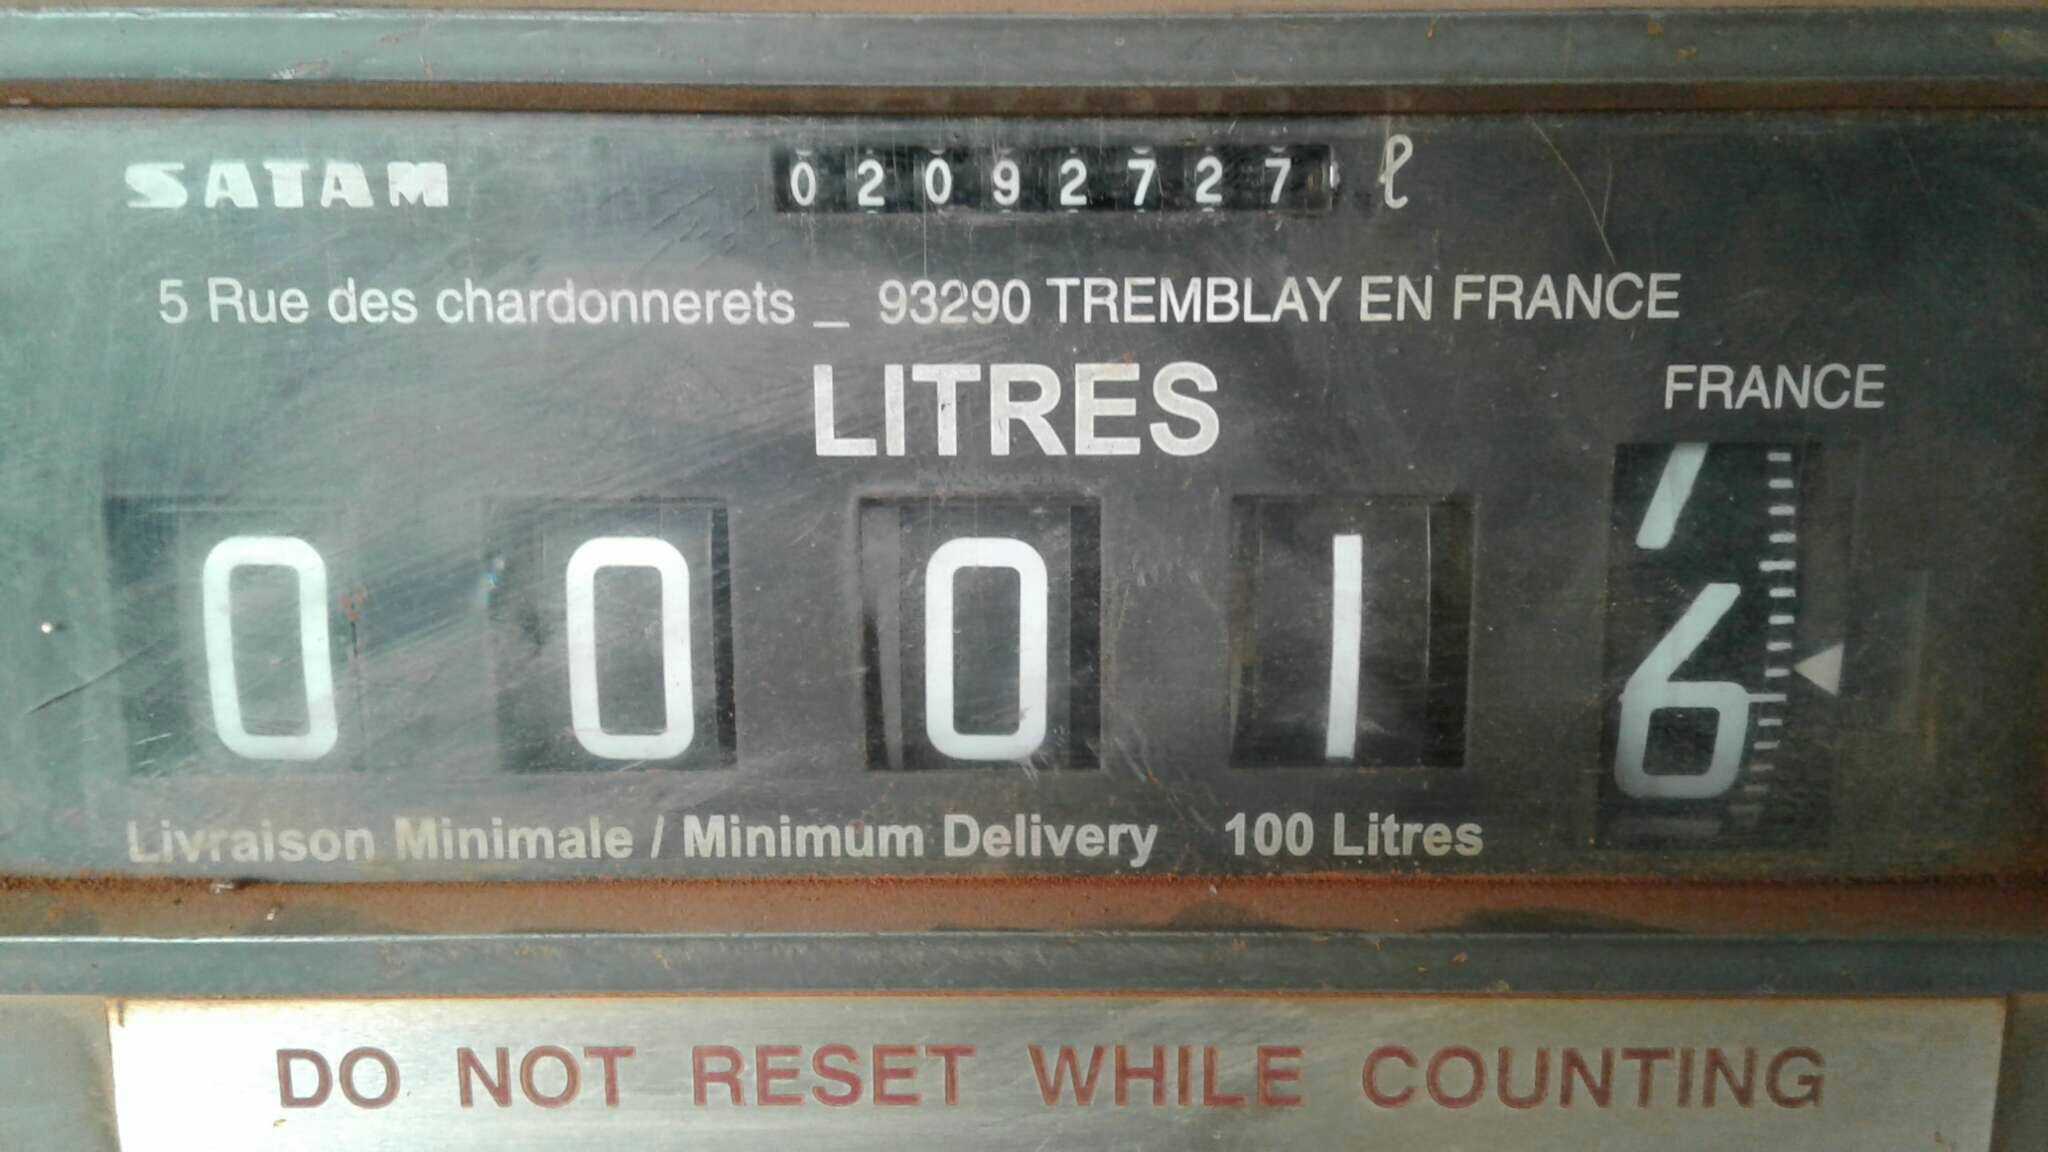 SATAM 02092727 ℓ
5 Rue des chardonnerets _ 93290 TREMBLAY EN FRANCE
LITRES
FRANCE
0 0 0 1 6
Livraison Minimale / Minimum Delivery 100 Litres
DO NOT RESET WHILE COUNTING